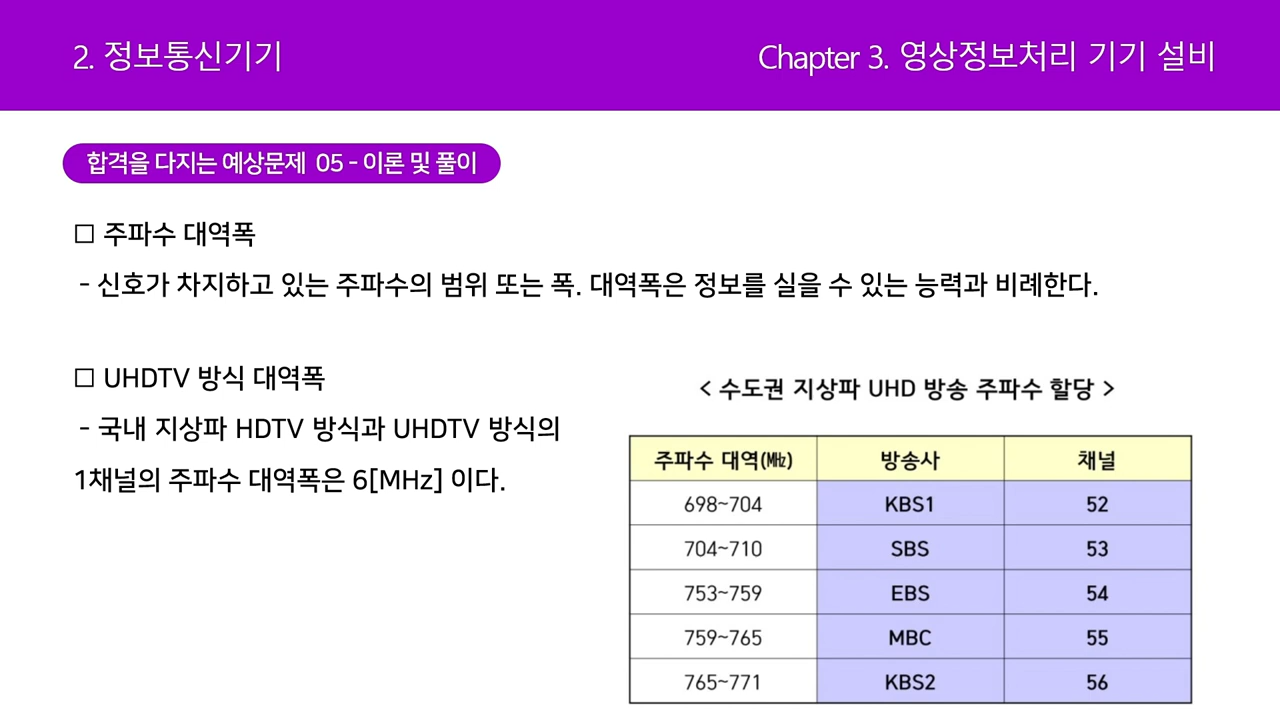 2. 정보통신기기
Chapter 3. 영상정보처리 기기 설비
합격을 다지는 예상문제 05 - 이론 및 풀이
□ 주파수 대역폭
- 신호가 차지하고 있는 주파수의 범위 또는 폭. 대역폭은 정보를 실을 수 있는 능력과 비례한다.
□ UHDTV 방식 대역폭
- 국내 지상파 HDTV 방식과 UHDTV 방식의
1채널의 주파수 대역폭은 6[MHz] 이다.
< 수도권 지상파 UHD 방송 주파수 할당 >
주파수 대역(㎒) 방송사 채널
698~704 KBS1 52
704~710 SBS 53
753~759 EBS 54
759~765 MBC 55
765~771 KBS2 56